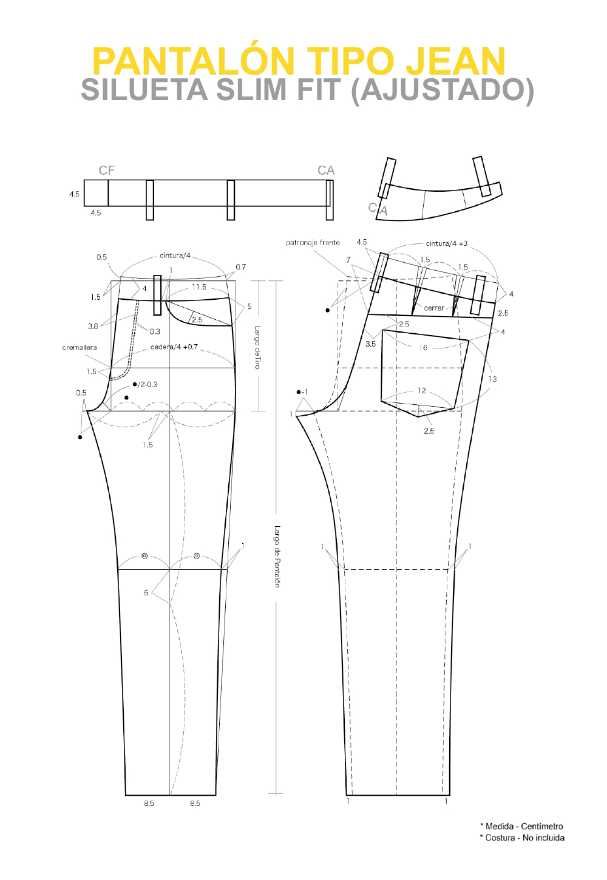 PANTALÓN TIPO JEAN
SILUETA SLIM FIT (AJUSTADO)
CF
CA
4.5
4.5
CA
0.5
cintura/4
0.7
1
1.5
4
11.5
5
2.5
3.8
0.3
cremallera
cadera/4 +0.7
Largo de Tiro
1.5
●/2-0.3
0.5
1.5
1
6
Largo de Pantalón
8.5
8.5
patronaje frente
4.5
cintura/4 +3
7
1.5
1.5
4
cerrar
2.5
2.5
4
3.5
16
13
●-1
12
1
2.5
1
1
1
1
* Medida - Centímetro
* Costura - No incluida